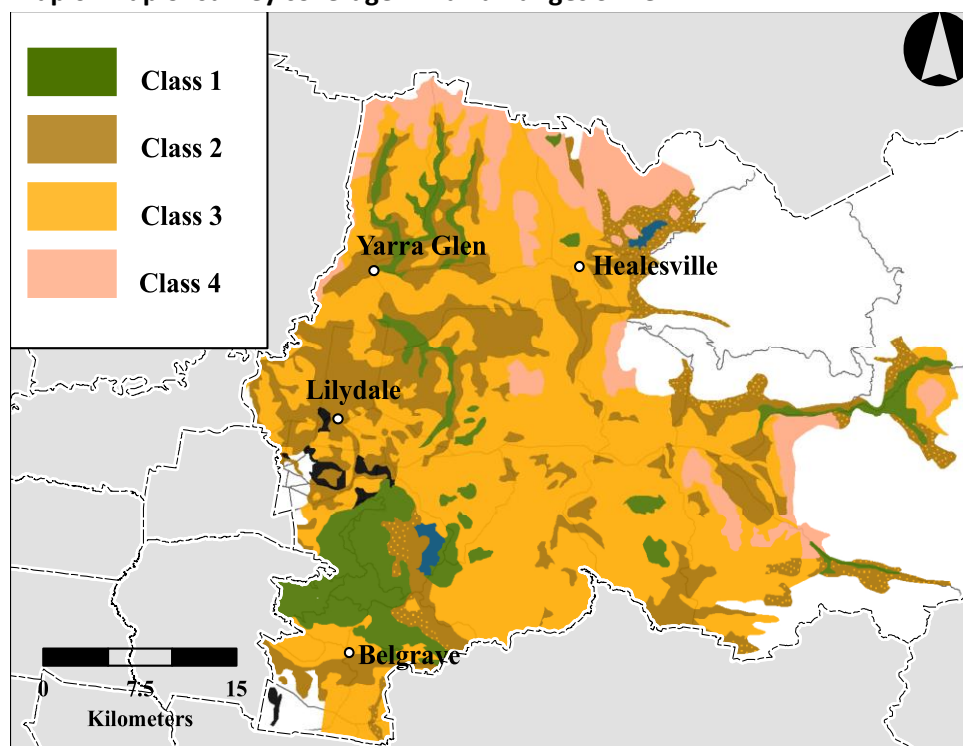 Class 1
Class 2
Class 3
Class 4
Yarra Glen
Healesville
Lilydale
Belgrave
0 7.5 15
Kilometers